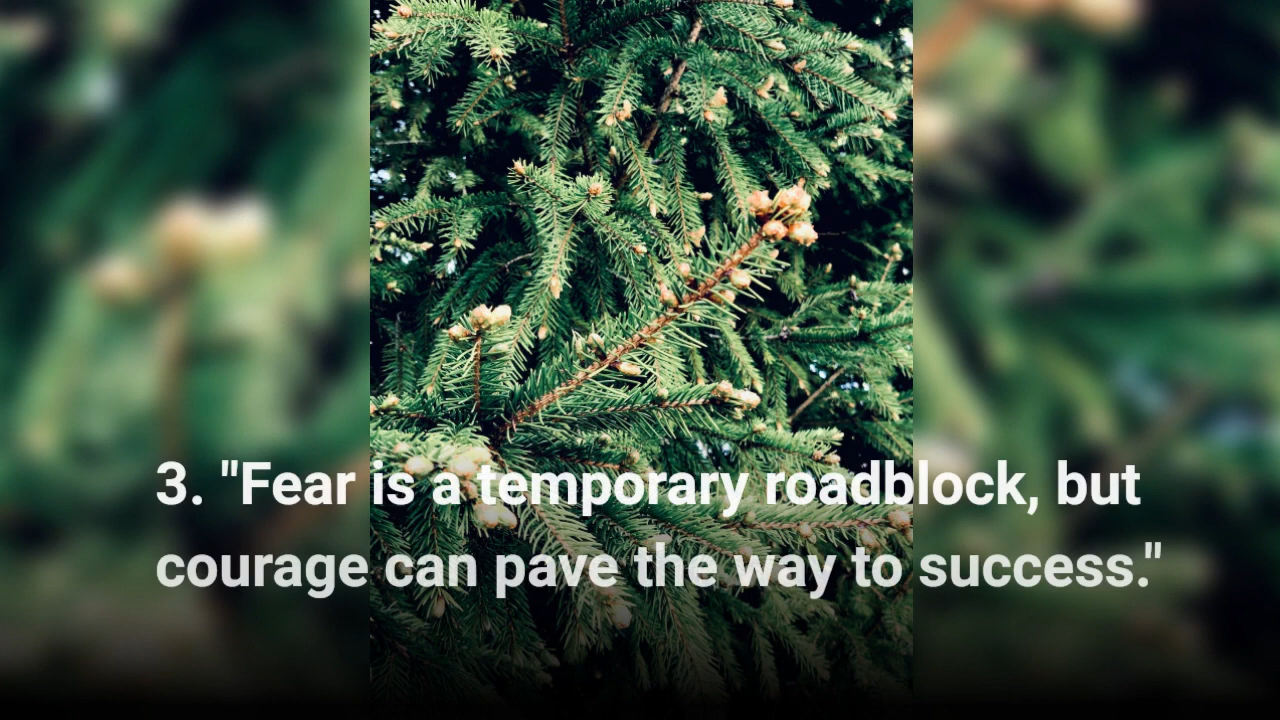 3. "Fear is a temporary roadblock, but
courage can pave the way to success."